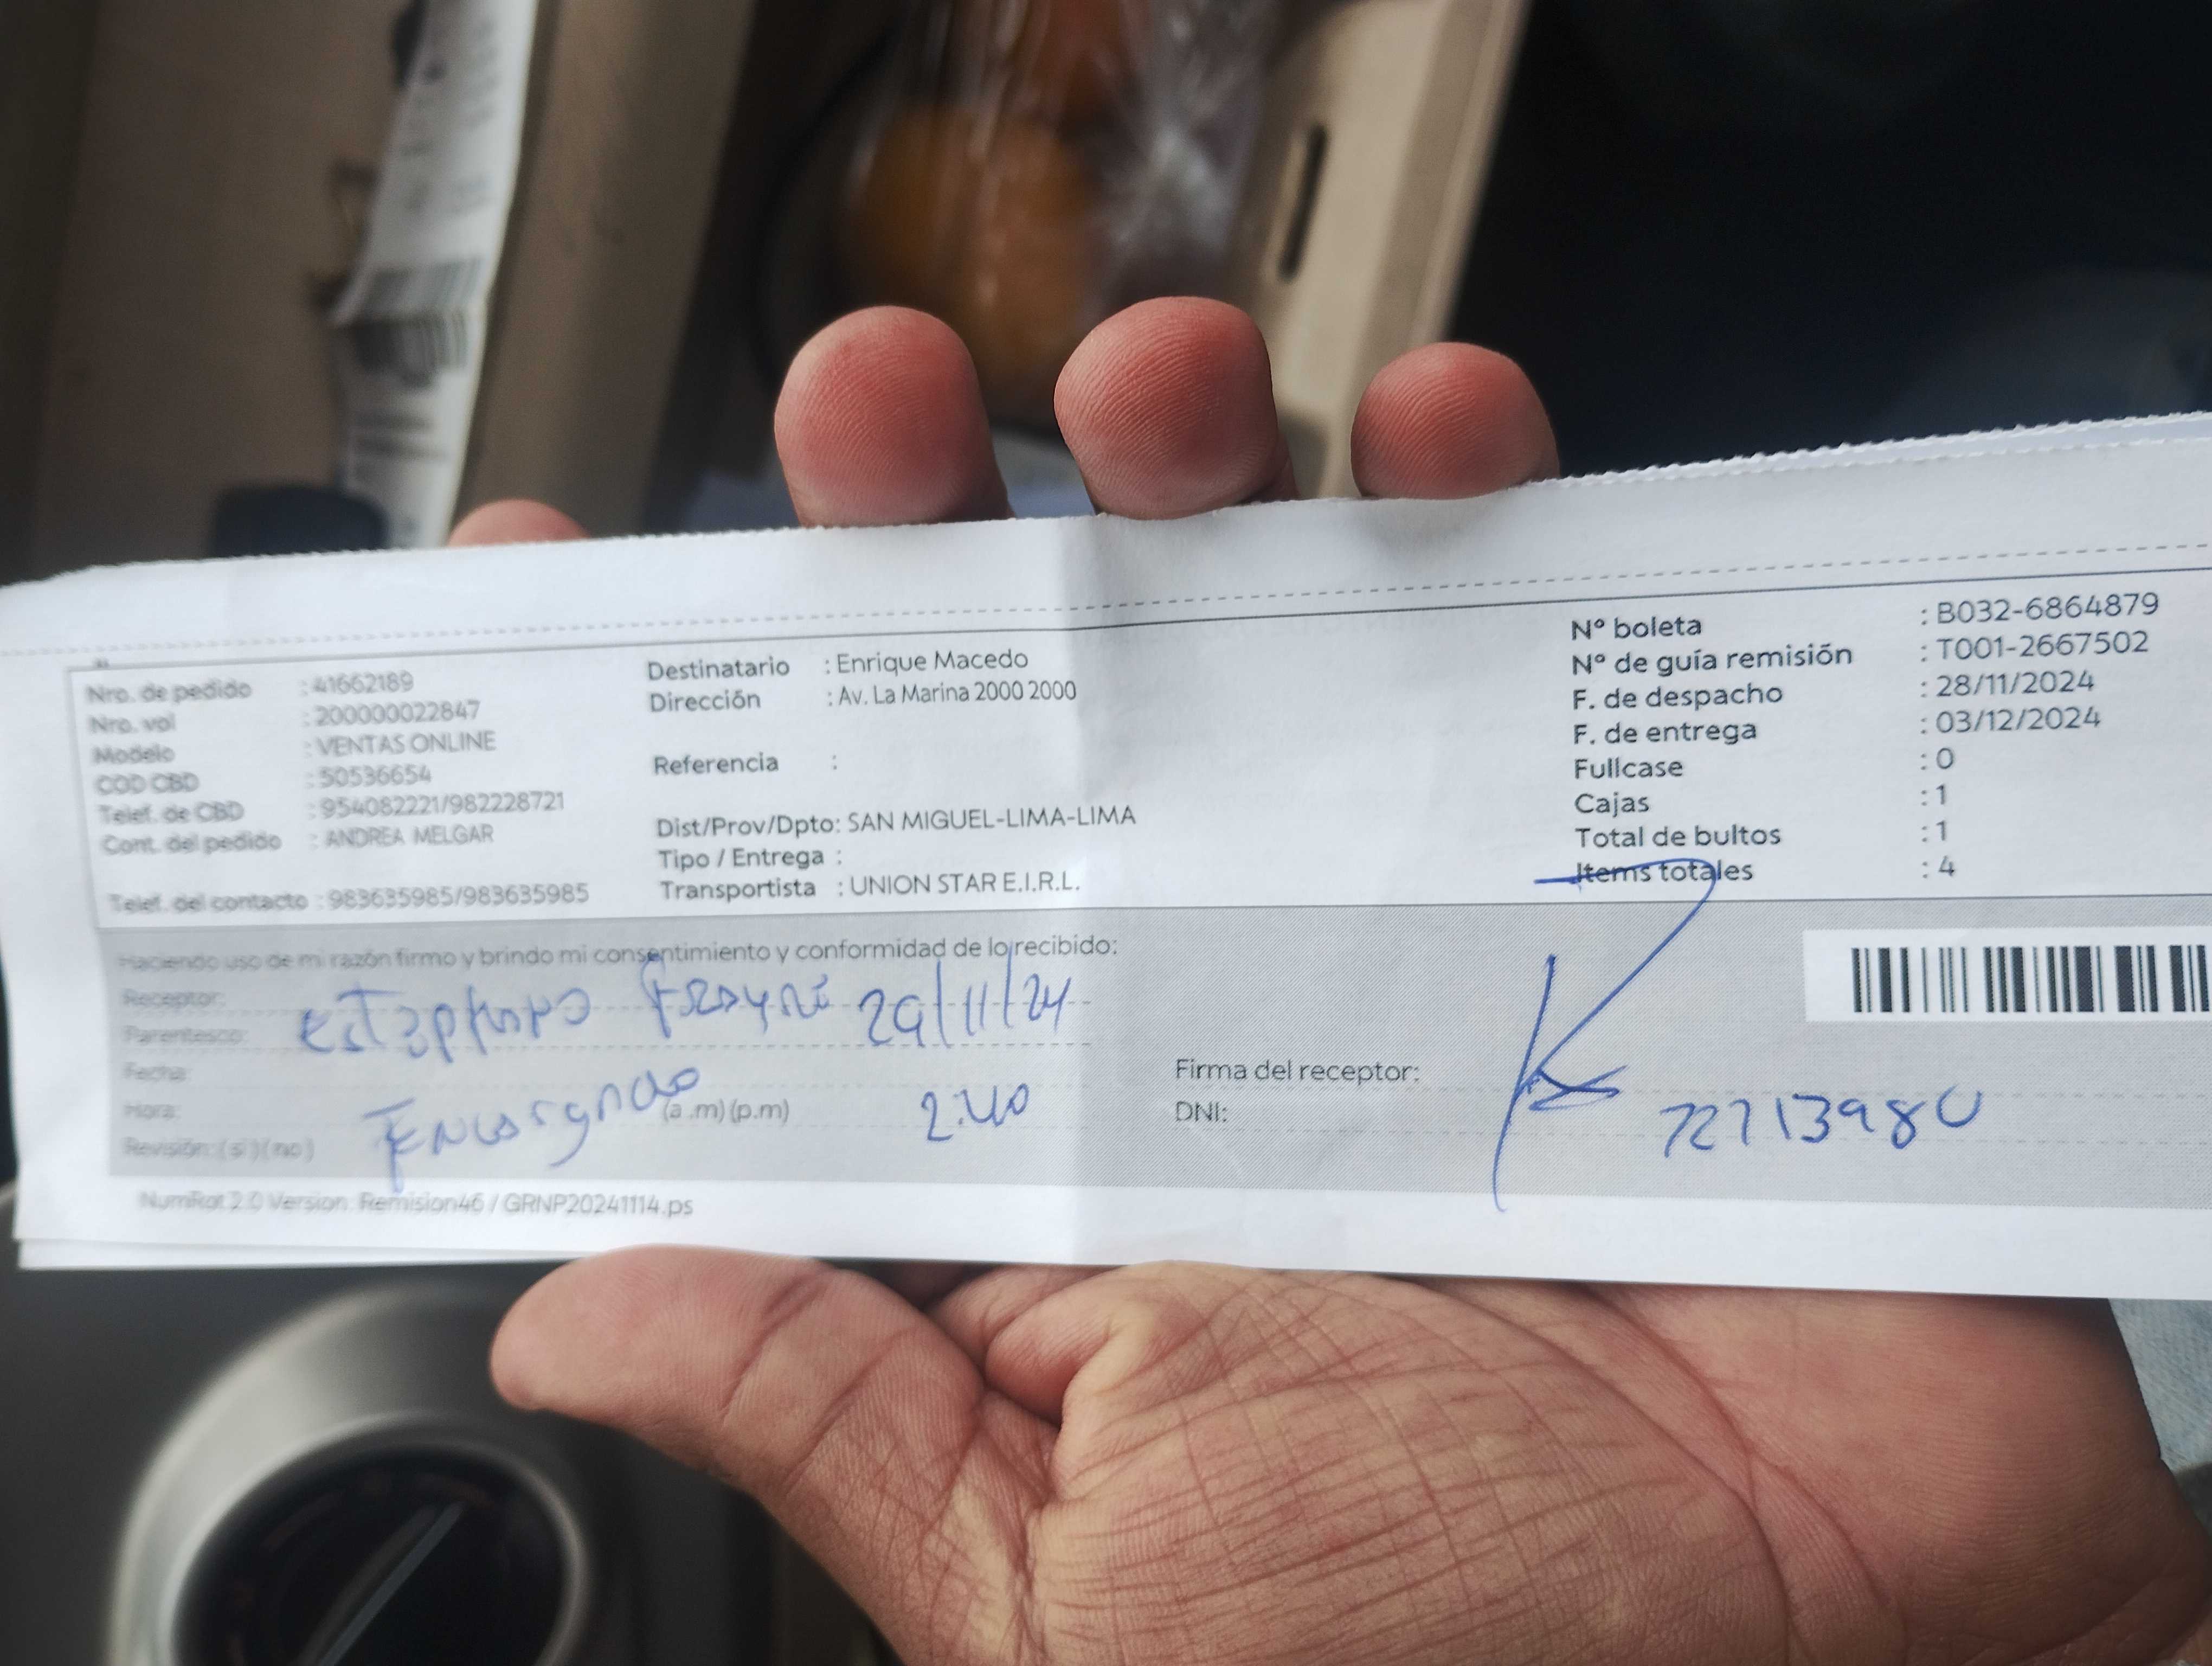 Nro. de pedido : 41662189
Nro. vol : 200000022847
Modelo : VENTAS ONLINE
COD CBD : 50536654
Telef. de CBD : 954082221/982228721
Cont. del pedido : ANDREA MELGAR
Telef. del contacto : 983635985/983635985
Destinatario : Enrique Macedo
Dirección : Av. La Marina 2000 2000
Referencia :
Dist/Prov/Dpto: SAN MIGUEL-LIMA-LIMA
Tipo / Entrega :
Transportista : UNION STAR E.I.R.L.
Nº boleta : B032-6864879
Nº de guía remisión : T001-2667502
F. de despacho : 28/11/2024
F. de entrega : 03/12/2024
Fullcase : 0
Cajas : 1
Total de bultos : 1
Items totales : 4
Haciendo uso de mi razón firmo y brindo mi consentimiento y conformidad de lo recibido:
Receptor:
29/11/24
Parentesco:
Fecha:
Encargado
Hora: (a .m) (p.m) 2:40
Revisión: ( si ) ( no )
Firma del receptor:
DNI: 72713980
NumRot 2.0 Version: Remision46 / GRNP20241114.ps